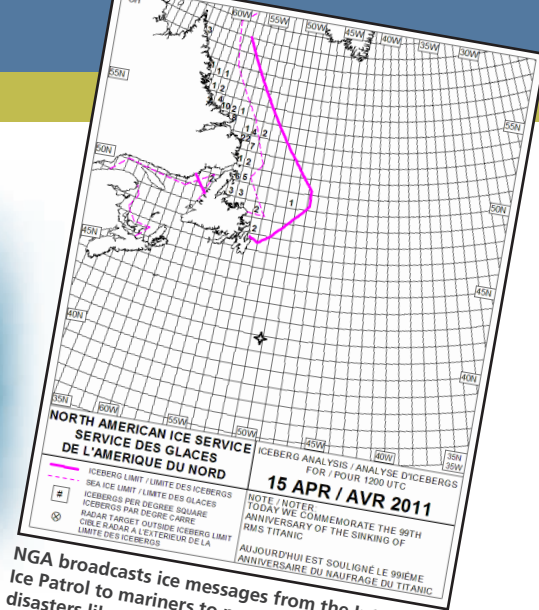 60W 55W 50W 45W 40W 35W 30W
55N
55N
50N
50N
45N
45N
40N
40N
35N
60W
55W
50W
45W
40W
35N
35W
NORTH AMERICAN ICE SERVICE
SERVICE DES GLACES
DE L'AMERIQUE DU NORD
ICEBERG LIMIT / LIMITE DES ICEBERGS
SEA ICE LIMIT / LIMITE DES GLACES
# ICEBERGS PER DEGREE SQUARE
ICEBERGS PAR DEGRE CARRE
RADAR TARGET OUTSIDE ICEBERG LIMIT
CIBLE RADAR A L'EXTERIEUR DE LA
LIMITE DES ICEBERGS
ICEBERG ANALYSIS / ANALYSE D'ICEBERGS
FOR / POUR 1200 UTC
15 APR / AVR 2011
NOTE / NOTER:
TODAY WE COMMEMORATE THE 99TH
ANNIVERSARY OF THE SINKING OF
RMS TITANIC
AUJOURD'HUI EST SOULIGNÉ LE 99IÈME
ANNIVERSAIRE DU NAUFRAGE DU TITANIC
NGA broadcasts ice messages from the
Ice Patrol to mariners to
disasters